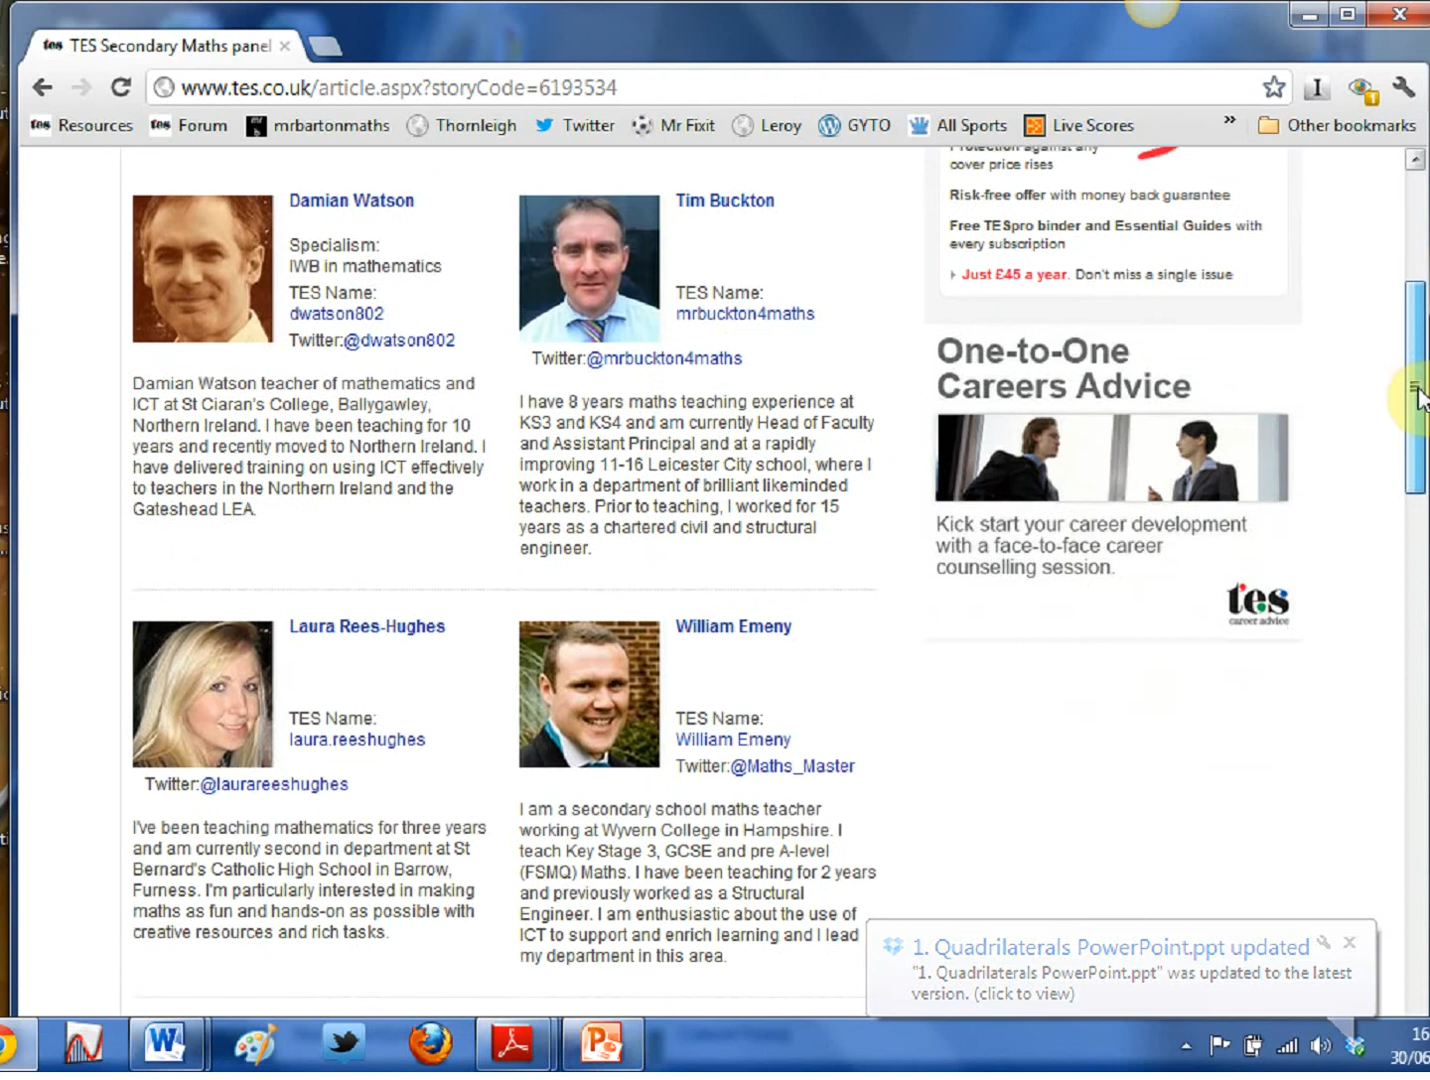 tes TES Secondary Maths panel
www.tes.co.uk/article.aspx?storyCode=6193534
tes Resources tes Forum mrbartonmaths Thornleigh Twitter Mr Fixit Leroy GYTO All Sports Live Scores » Other bookmarks
Protection against any
cover price rises
Risk-free offer with money back guarantee
Free TESpro binder and Essential Guides with
every subscription
Just £45 a year. Don't miss a single issue
Damian Watson
Specialism:
IWB in mathematics
TES Name:
dwatson802
Twitter:@dwatson802
Damian Watson teacher of mathematics and
ICT at St Ciaran's College, Ballygawley,
Northern Ireland. I have been teaching for 10
years and recently moved to Northern Ireland. I
have delivered training on using ICT effectively
to teachers in the Northern Ireland and the
Gateshead LEA.
Tim Buckton
TES Name:
mrbuckton4maths
Twitter:@mrbuckton4maths
I have 8 years maths teaching experience at
KS3 and KS4 and am currently Head of Faculty
and Assistant Principal and at a rapidly
improving 11-16 Leicester City school, where I
work in a department of brilliant likeminded
teachers. Prior to teaching, I worked for 15
years as a chartered civil and structural
engineer.
One-to-One
Careers Advice
Kick start your career development
with a face-to-face career
counselling session.
tes
career advice
Laura Rees-Hughes
TES Name:
laura.reeshughes
Twitter:@laurareeshughes
I've been teaching mathematics for three years
and am currently second in department at St
Bernard's Catholic High School in Barrow,
Furness. I'm particularly interested in making
maths as fun and hands-on as possible with
creative resources and rich tasks.
William Emeny
TES Name:
William Emeny
Twitter:@Maths_Master
I am a secondary school maths teacher
working at Wyvern College in Hampshire. I
teach Key Stage 3, GCSE and pre A-level
(FSMQ) Maths. I have been teaching for 2 years
and previously worked as a Structural
Engineer. I am enthusiastic about the use of
ICT to support and enrich learning and I lead
my department in this area.
1. Quadrilaterals PowerPoint.ppt updated
"1. Quadrilaterals PowerPoint.ppt" was updated to the latest
version. (click to view)
16
30/06